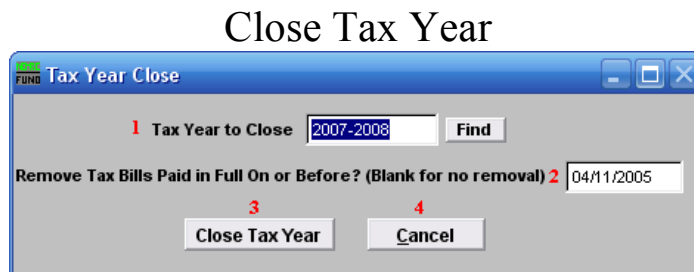 Close Tax Year
FUND Tax Year Close
1 Tax Year to Close 2007-2008 Find
Remove Tax Bills Paid in Full On or Before? (Blank for no removal) 2 04/11/2005
3 4
Close Tax Year Cancel